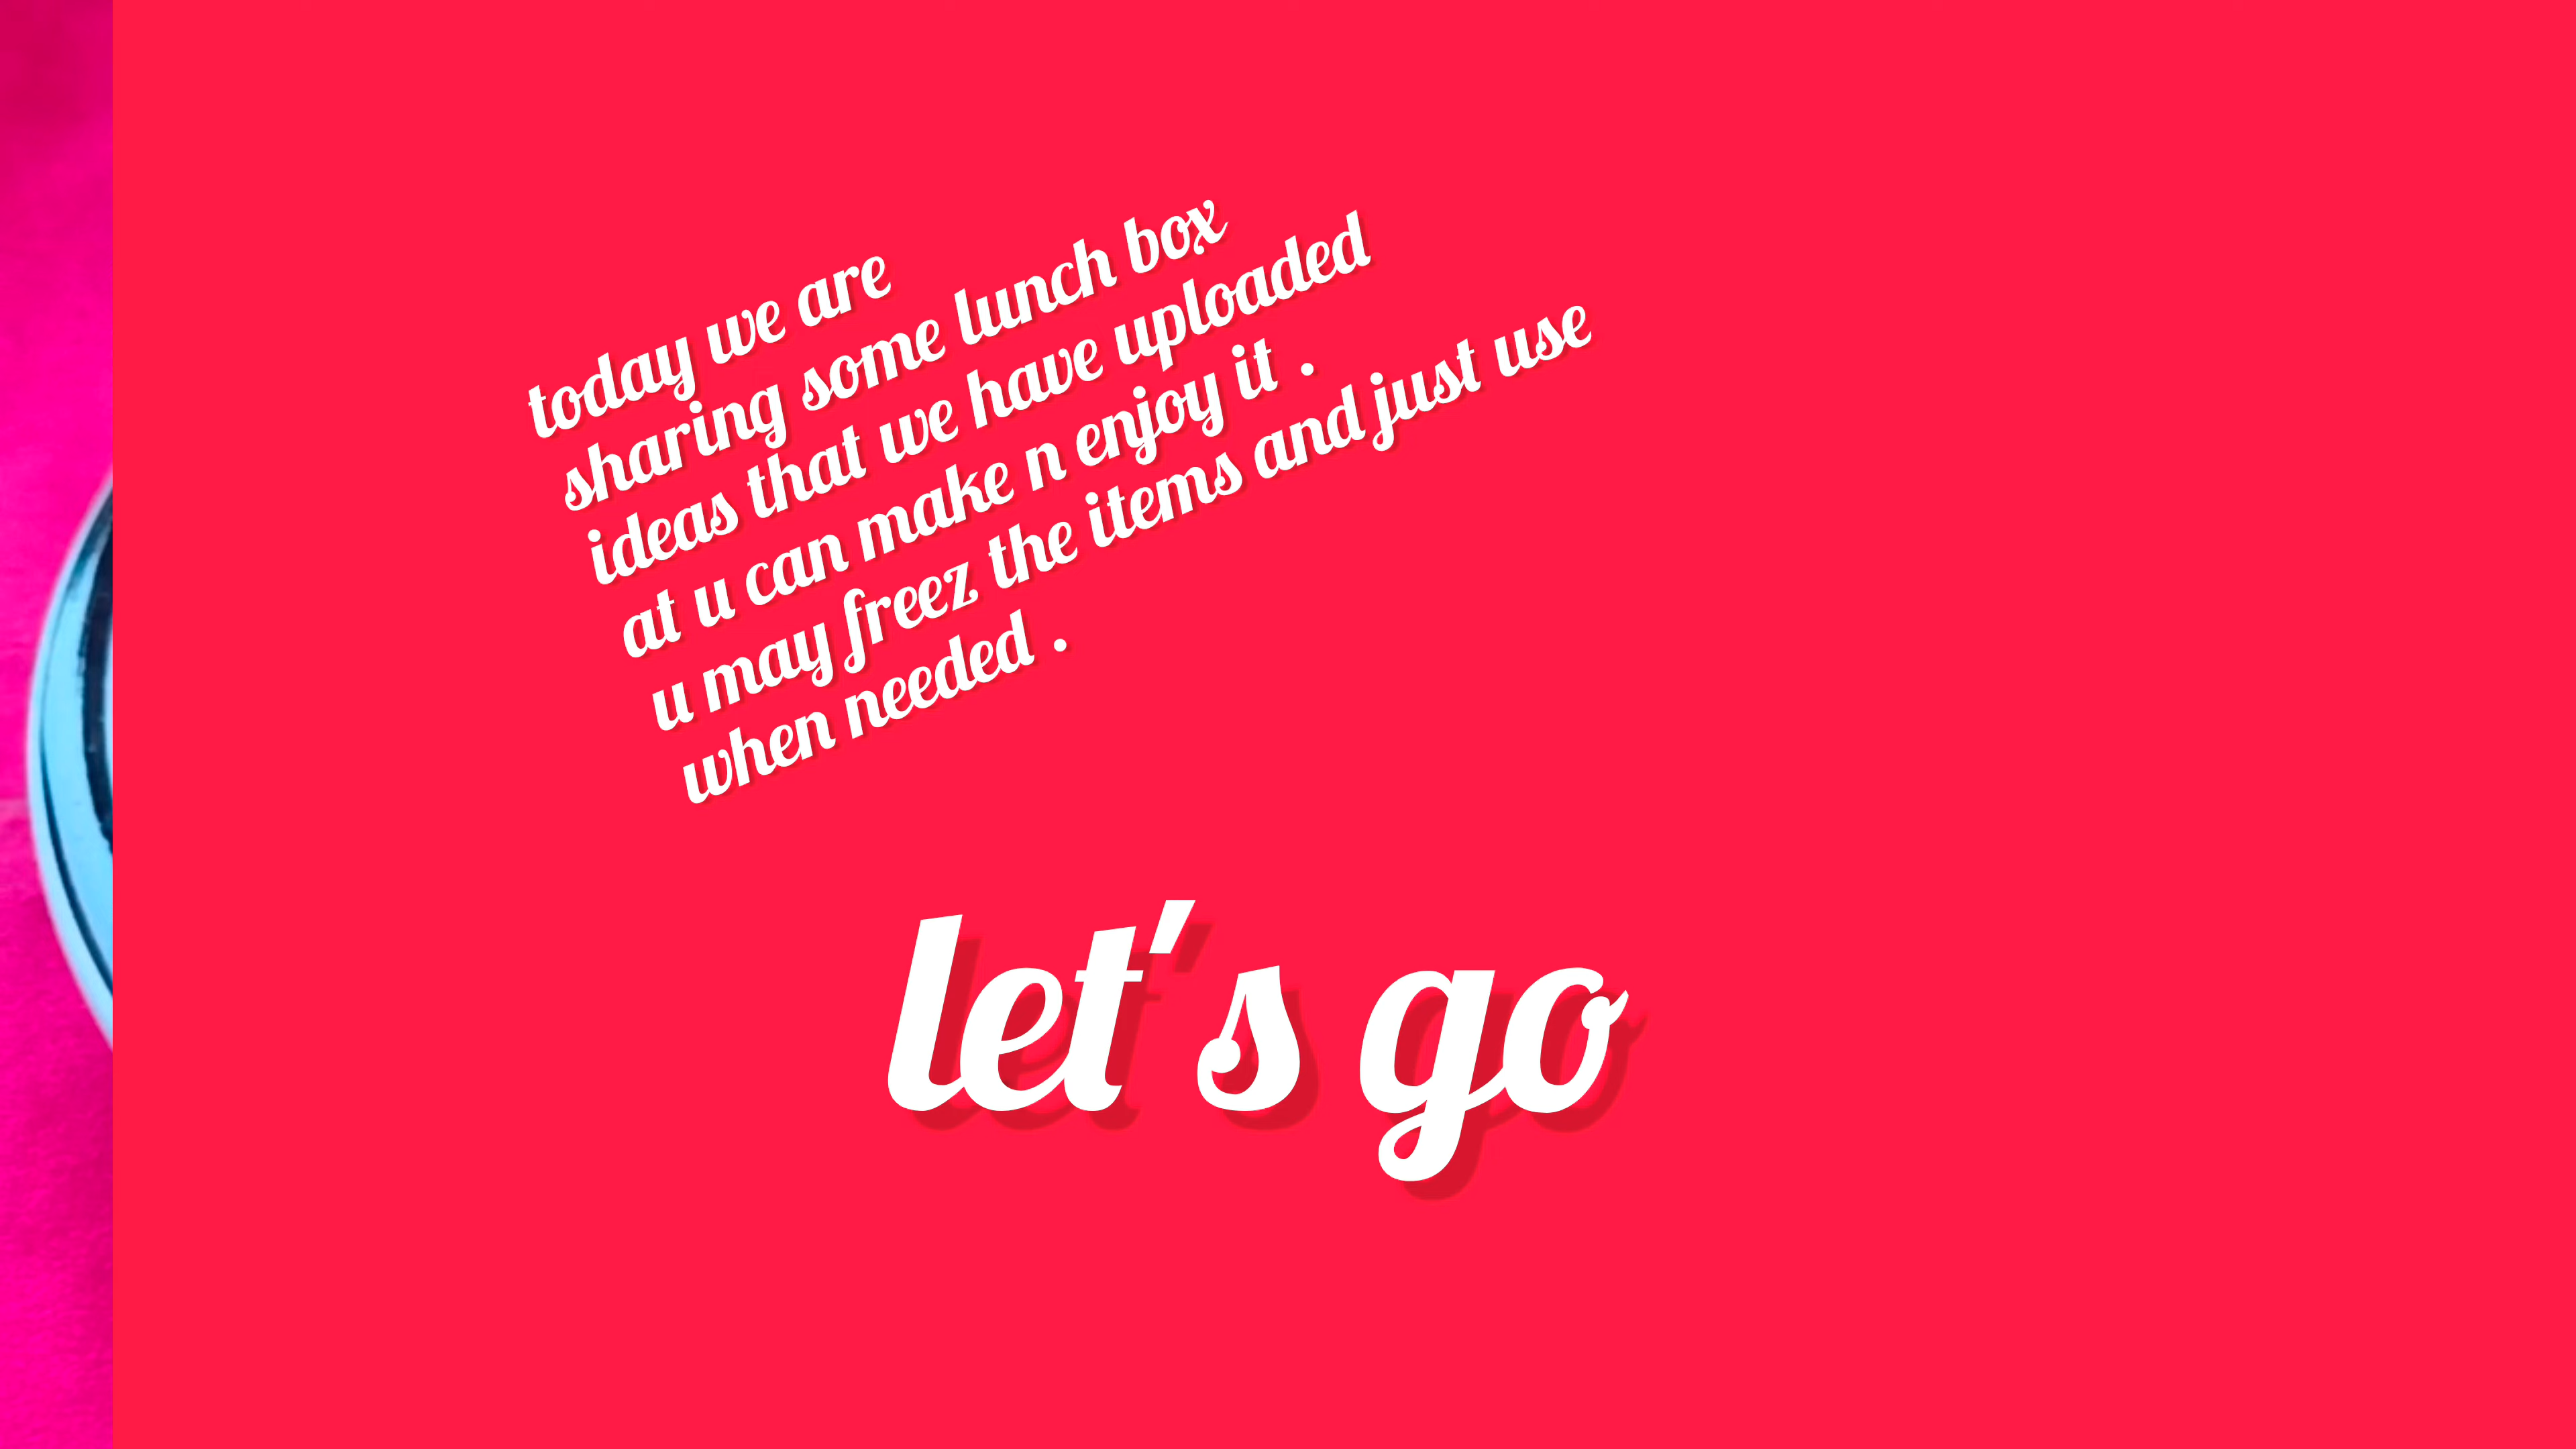 today we are
sharing some lunch box
ideas that we have uploaded
at u can make n enjoy it .
u may freez the items and just use
when needed .
let's go